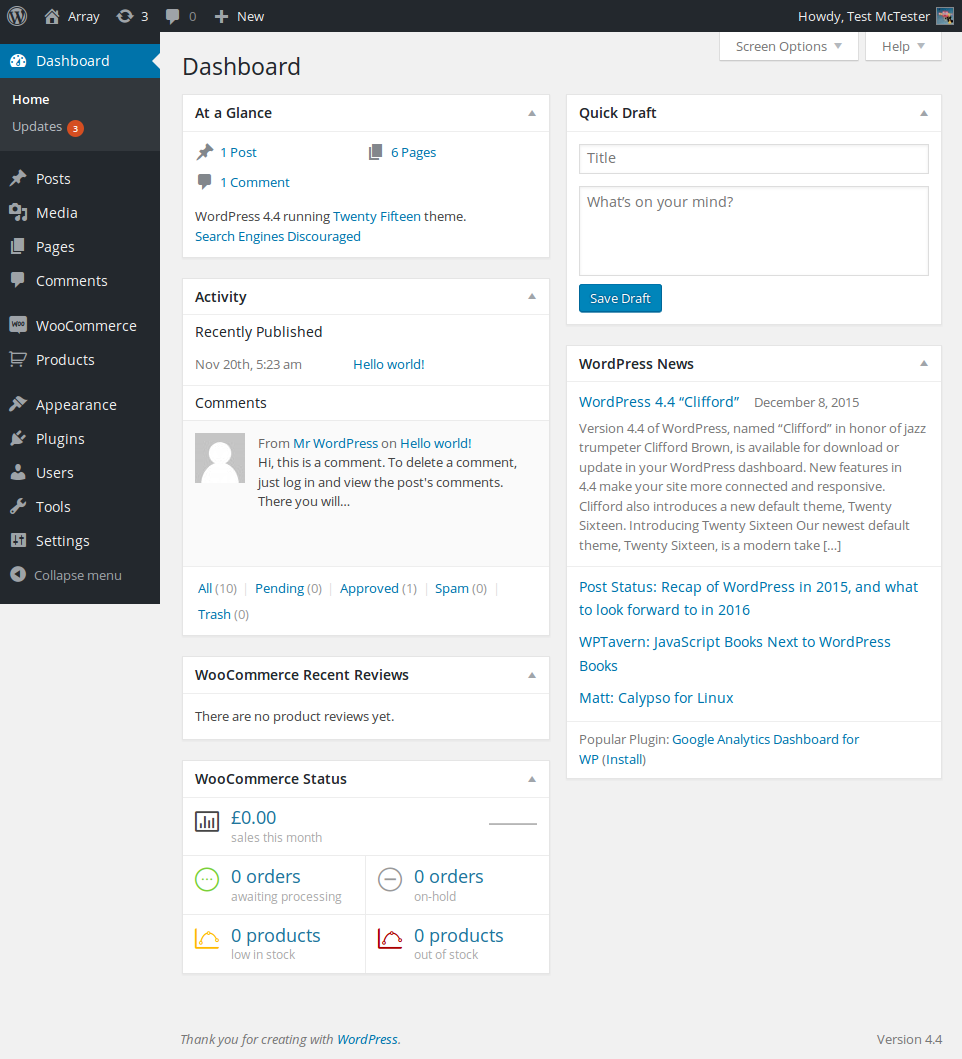 Array 3 0 New Howdy, Test McTester
Screen Options Help
Dashboard
Home
Updates 3
Posts
Media
Pages
Comments
WooCommerce
Products
Appearance
Plugins
Users
Tools
Settings
Collapse menu
Dashboard
At a Glance
1 Post 6 Pages
1 Comment
WordPress 4.4 running Twenty Fifteen theme.
Search Engines Discouraged
Activity
Recently Published
Nov 20th, 5:23 am Hello world!
Comments
From Mr WordPress on Hello world!
Hi, this is a comment. To delete a comment,
just log in and view the post's comments.
There you will…
All (10) | Pending (0) | Approved (1) | Spam (0) |
Trash (0)
WooCommerce Recent Reviews
There are no product reviews yet.
WooCommerce Status
£0.00
sales this month
0 orders
awaiting processing
0 orders
on-hold
0 products
low in stock
0 products
out of stock
Quick Draft
Title
What’s on your mind?
Save Draft
WordPress News
WordPress 4.4 “Clifford” December 8, 2015
Version 4.4 of WordPress, named “Clifford” in honor of jazz
trumpeter Clifford Brown, is available for download or
update in your WordPress dashboard. New features in
4.4 make your site more connected and responsive.
Clifford also introduces a new default theme, Twenty
Sixteen. Introducing Twenty Sixteen Our newest default
theme, Twenty Sixteen, is a modern take […]
Post Status: Recap of WordPress in 2015, and what
to look forward to in 2016
WPTavern: JavaScript Books Next to WordPress
Books
Matt: Calypso for Linux
Popular Plugin: Google Analytics Dashboard for
WP (Install)
Thank you for creating with WordPress. Version 4.4